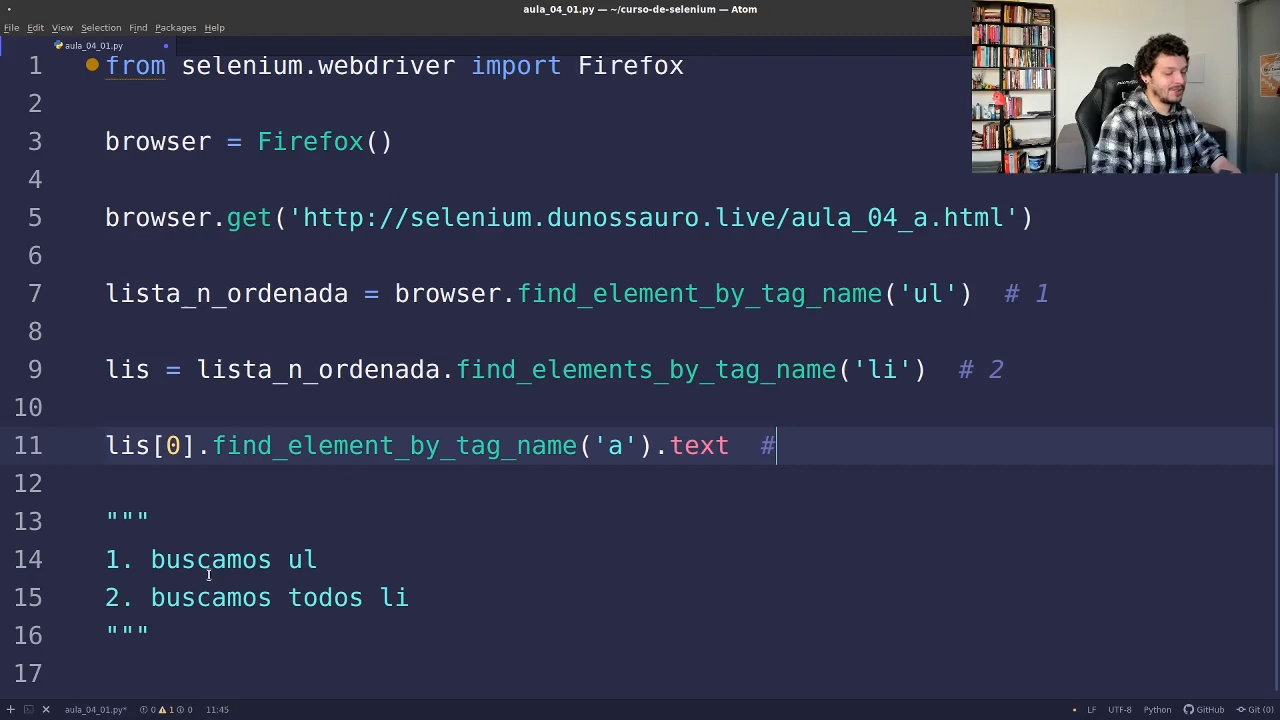 aula_04_01.py — ~/curso-de-selenium — Atom
File Edit View Selection Find Packages Help
aula_04_01.py
1 from selenium.webdriver import Firefox
2
3 browser = Firefox()
4
5 browser.get('http://selenium.dunossauro.live/aula_04_a.html')
6
7 lista_n_ordenada = browser.find_element_by_tag_name('ul')  # 1
8
9 lis = lista_n_ordenada.find_elements_by_tag_name('li')  # 2
10
11 lis[0].find_element_by_tag_name('a').text  #
12
13 """
14 1. buscamos ul
15 2. buscamos todos li
16 """
17
aula_04_01.py* 0 1 0 11:45 LF UTF-8 Python GitHub Git (0)